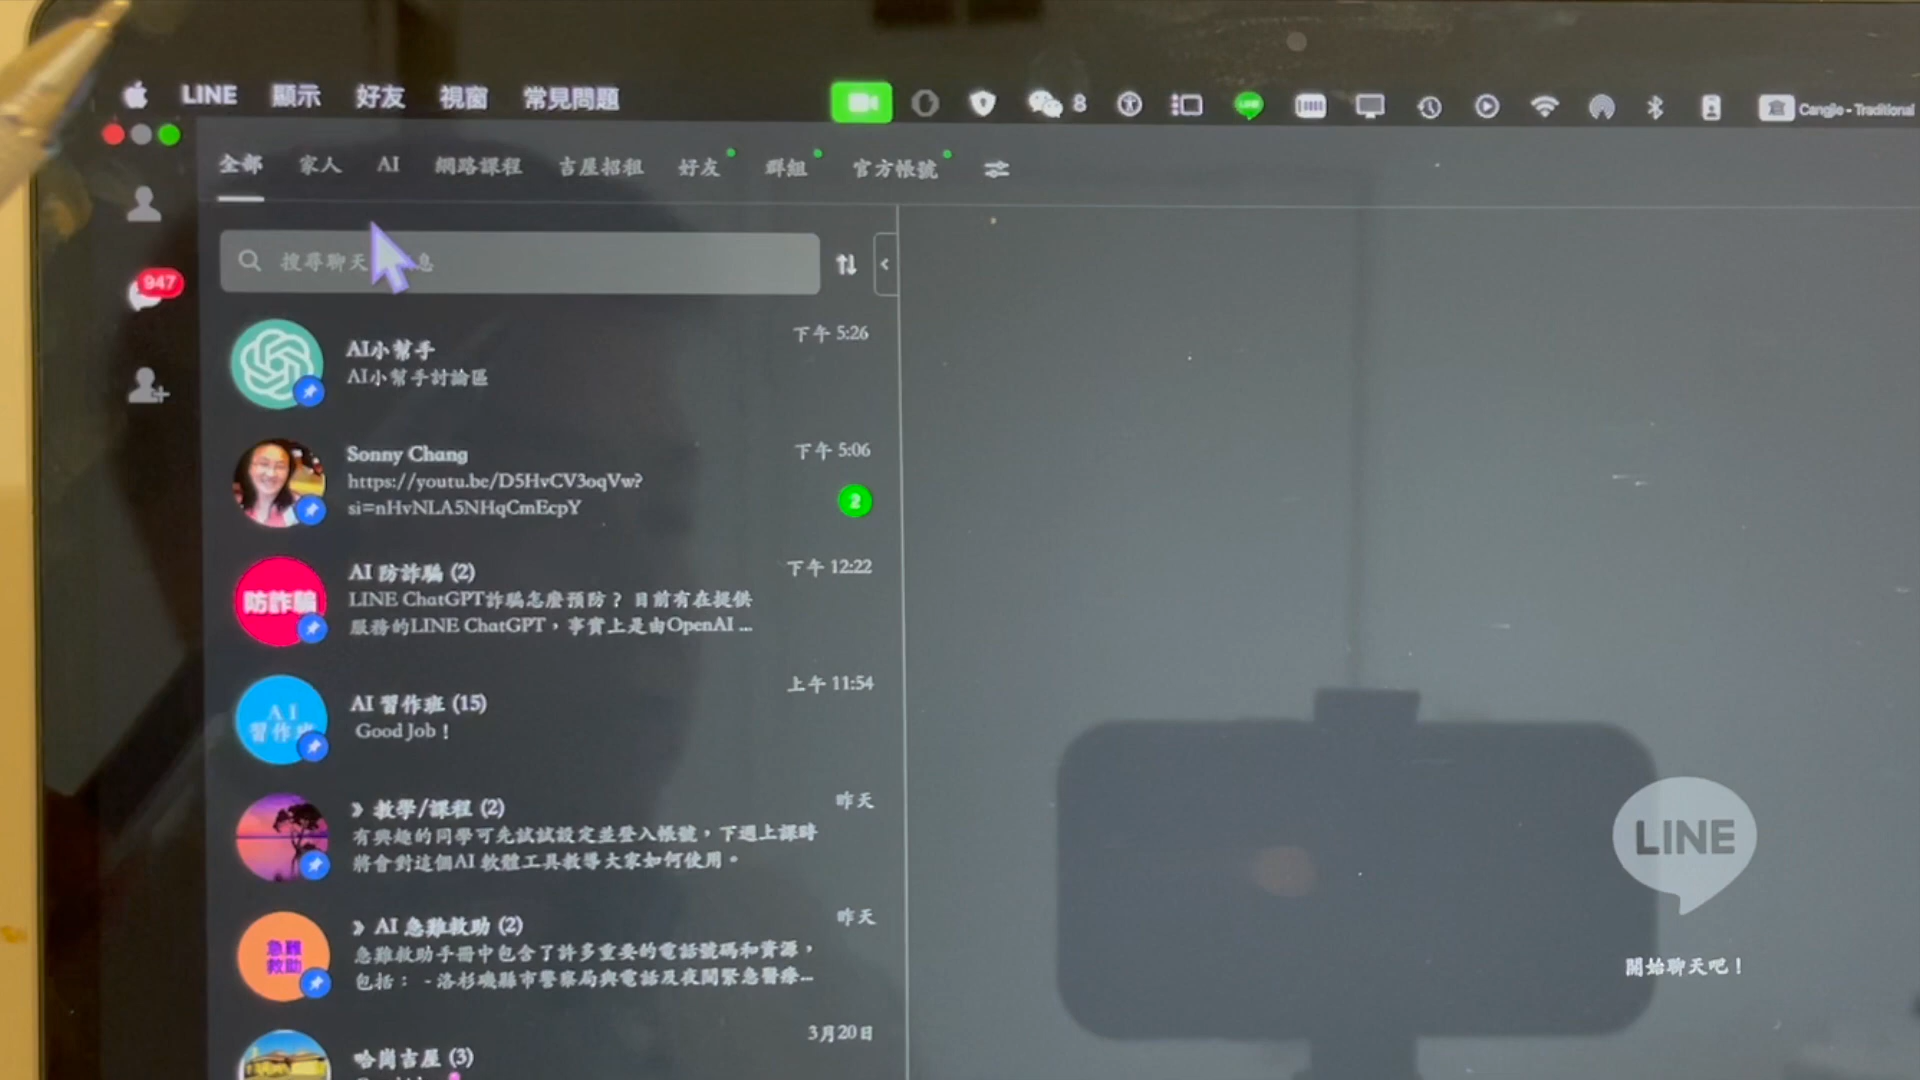 LINE 顯示 好友 視窗 常見問題 8 Cangjie - Traditional
全部 家人 AI 網路課程 吉屋招租 好友 群組 官方帳號
947
搜尋聊天 息
AI小幫手 下午 5:26
AI小幫手討論區
Sonny Chang 下午 5:06
https://youtu.be/D5HvCV3oqVw?
si=nHvNLA5NHqCmEcpY 2
防詐騙
AI 防詐騙 (2) 下午 12:22
LINE ChatGPT詐騙怎麼預防？目前有在提供
服務的LINE ChatGPT，事實上是由OpenAI ...
AI
習作
AI 習作班 (15) 上午 11:54
Good Job！
》教學/課程 (2) 昨天
有興趣的同學可先試試設定並登入帳號，下週上課時
將會對這個AI 軟體工具教導大家如何使用。
急難
救助
》AI 急難救助 (2) 昨天
急難救助手冊中包含了許多重要的電話號碼和資源，
包括： - 洛杉磯縣市警察局與電話及夜間緊急醫療...
哈崗吉屋 (3) 3月20日
LINE
開始聊天吧！